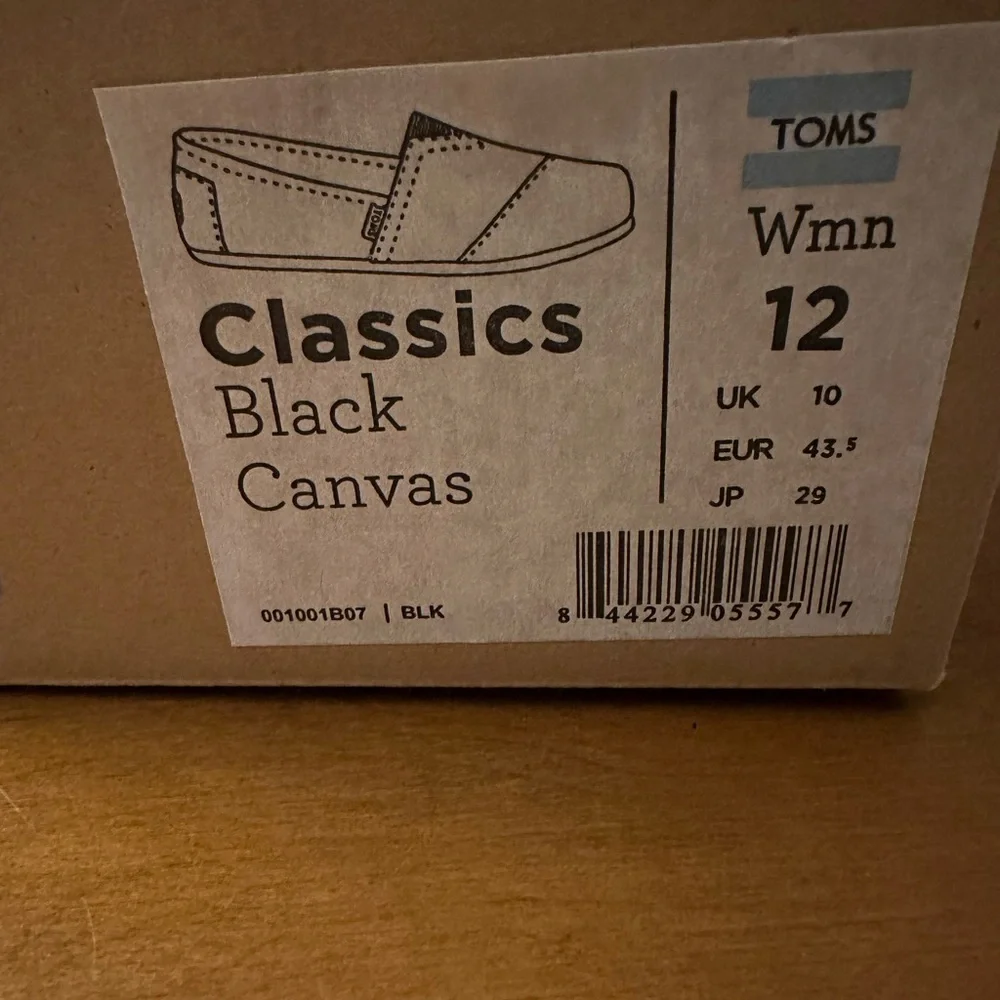 TOMS
Classics
Black
Canvas
001001B07 | BLK
TOMS
Wmn
12
UK 10
EUR 43.5
JP 29
8 44229 05557 7